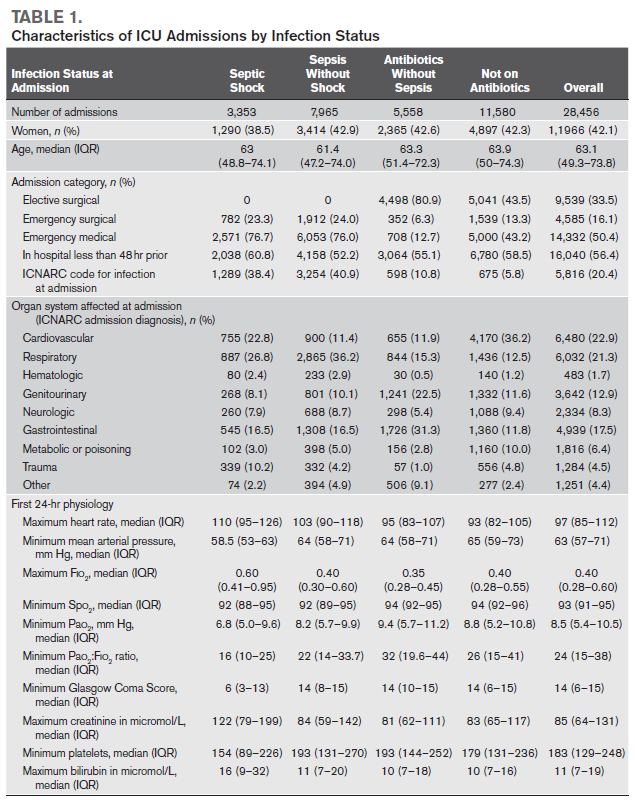 TABLE 1.
Characteristics of ICU Admissions by Infection Status
Infection Status at Admission Septic Shock Sepsis Without Shock Antibiotics Without Sepsis Not on Antibiotics Overall
Number of admissions 3,353 7,965 5,558 11,580 28,456
Women, n (%) 1,290 (38.5) 3,414 (42.9) 2,365 (42.6) 4,897 (42.3) 1,1966 (42.1)
Age, median (IQR) 63 (48.8–74.1) 61.4 (47.2–74.0) 63.3 (51.4–72.3) 63.9 (50–74.3) 63.1 (49.3–73.8)
Admission category, n (%)
Elective surgical 0 0 4,498 (80.9) 5,041 (43.5) 9,539 (33.5)
Emergency surgical 782 (23.3) 1,912 (24.0) 352 (6.3) 1,539 (13.3) 4,585 (16.1)
Emergency medical 2,571 (76.7) 6,053 (76.0) 708 (12.7) 5,000 (43.2) 14,332 (50.4)
In hospital less than 48 hr prior 2,038 (60.8) 4,158 (52.2) 3,064 (55.1) 6,780 (58.5) 16,040 (56.4)
ICNARC code for infection at admission 1,289 (38.4) 3,254 (40.9) 598 (10.8) 675 (5.8) 5,816 (20.4)
Organ system affected at admission (ICNARC admission diagnosis), n (%)
Cardiovascular 755 (22.8) 900 (11.4) 655 (11.9) 4,170 (36.2) 6,480 (22.9)
Respiratory 887 (26.8) 2,865 (36.2) 844 (15.3) 1,436 (12.5) 6,032 (21.3)
Hematologic 80 (2.4) 233 (2.9) 30 (0.5) 140 (1.2) 483 (1.7)
Genitourinary 268 (8.1) 801 (10.1) 1,241 (22.5) 1,332 (11.6) 3,642 (12.9)
Neurologic 260 (7.9) 688 (8.7) 298 (5.4) 1,088 (9.4) 2,334 (8.3)
Gastrointestinal 545 (16.5) 1,308 (16.5) 1,726 (31.3) 1,360 (11.8) 4,939 (17.5)
Metabolic or poisoning 102 (3.0) 398 (5.0) 156 (2.8) 1,160 (10.0) 1,816 (6.4)
Trauma 339 (10.2) 332 (4.2) 57 (1.0) 556 (4.8) 1,284 (4.5)
Other 74 (2.2) 394 (4.9) 506 (9.1) 277 (2.4) 1,251 (4.4)
First 24-hr physiology
Maximum heart rate, median (IQR) 110 (95–126) 103 (90–118) 95 (83–107) 93 (82–105) 97 (85–112)
Minimum mean arterial pressure, mm Hg, median (IQR) 58.5 (53–63) 64 (58–71) 64 (58–71) 65 (59–73) 63 (57–71)
Maximum Fio₂, median (IQR) 0.60 (0.41–0.95) 0.40 (0.30–0.60) 0.35 (0.28–0.45) 0.40 (0.28–0.55) 0.40 (0.28–0.60)
Minimum Spo₂, median (IQR) 92 (88–95) 92 (89–95) 94 (92–95) 94 (92–96) 93 (91–95)
Minimum Pao₂, mm Hg, median (IQR) 6.8 (5.0–9.6) 8.2 (5.7–9.9) 9.4 (5.7–11.2) 8.8 (5.2–10.8) 8.5 (5.4–10.5)
Minimum Pao₂:Fio₂ ratio, median (IQR) 16 (10–25) 22 (14–33.7) 32 (19.6–44) 26 (15–41) 24 (15–38)
Minimum Glasgow Coma Score, median (IQR) 6 (3–13) 14 (8–15) 14 (10–15) 14 (6–15) 14 (6–15)
Maximum creatinine in micromol/L, median (IQR) 122 (79–199) 84 (59–142) 81 (62–111) 83 (65–117) 85 (64–131)
Minimum platelets, median (IQR) 154 (89–226) 193 (131–270) 193 (144–252) 179 (131–236) 183 (129–248)
Maximum bilirubin in micromol/L, median (IQR) 16 (9–32) 11 (7–20) 10 (7–18) 10 (7–16) 11 (7–19)